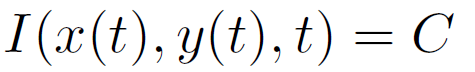 I(x(t), y(t), t) = C